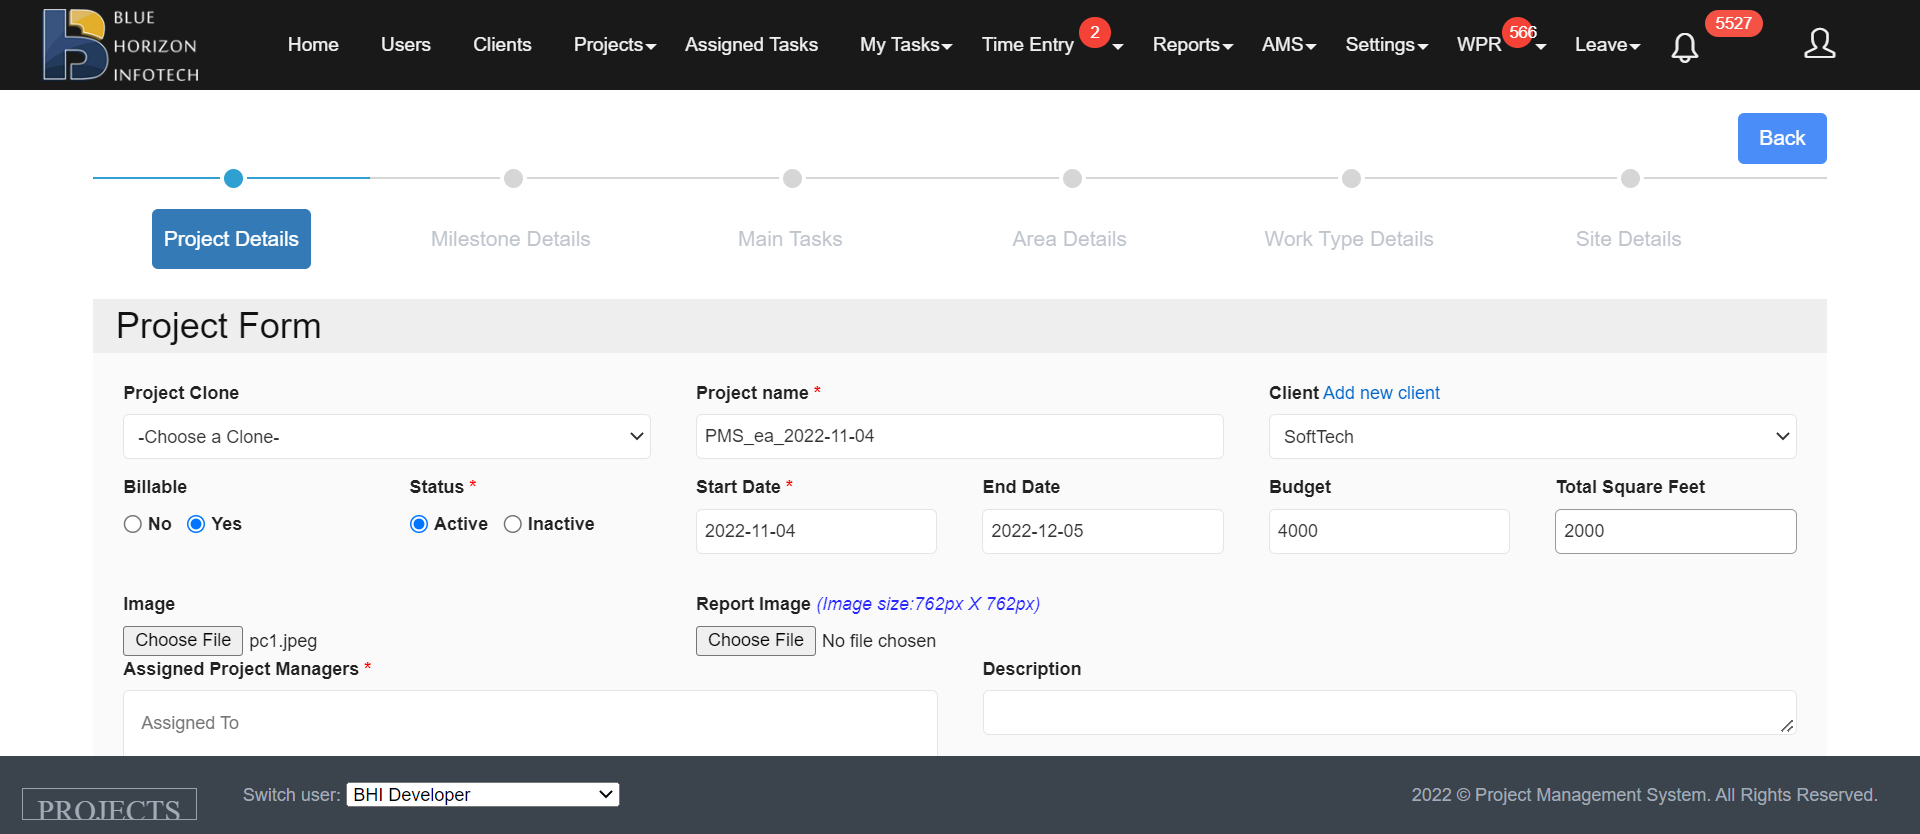 BLUE
HORIZON
INFOTECH
Home Users Clients Projects Assigned Tasks My Tasks Time Entry 2 Reports AMS Settings WPR 566 Leave 5527
Back
Project Details Milestone Details Main Tasks Area Details Work Type Details Site Details
Project Form
Project Clone Project name * Client Add new client
-Choose a Clone- PMS_ea_2022-11-04 SoftTech
Billable Status * Start Date * End Date Budget Total Square Feet
No Yes Active Inactive 2022-11-04 2022-12-05 4000 2000
Image Report Image (Image size:762px X 762px)
Choose File pc1.jpeg Choose File No file chosen
Assigned Project Managers * Description
Assigned To
PROJECTS Switch user: BHI Developer 2022 © Project Management System. All Rights Reserved.